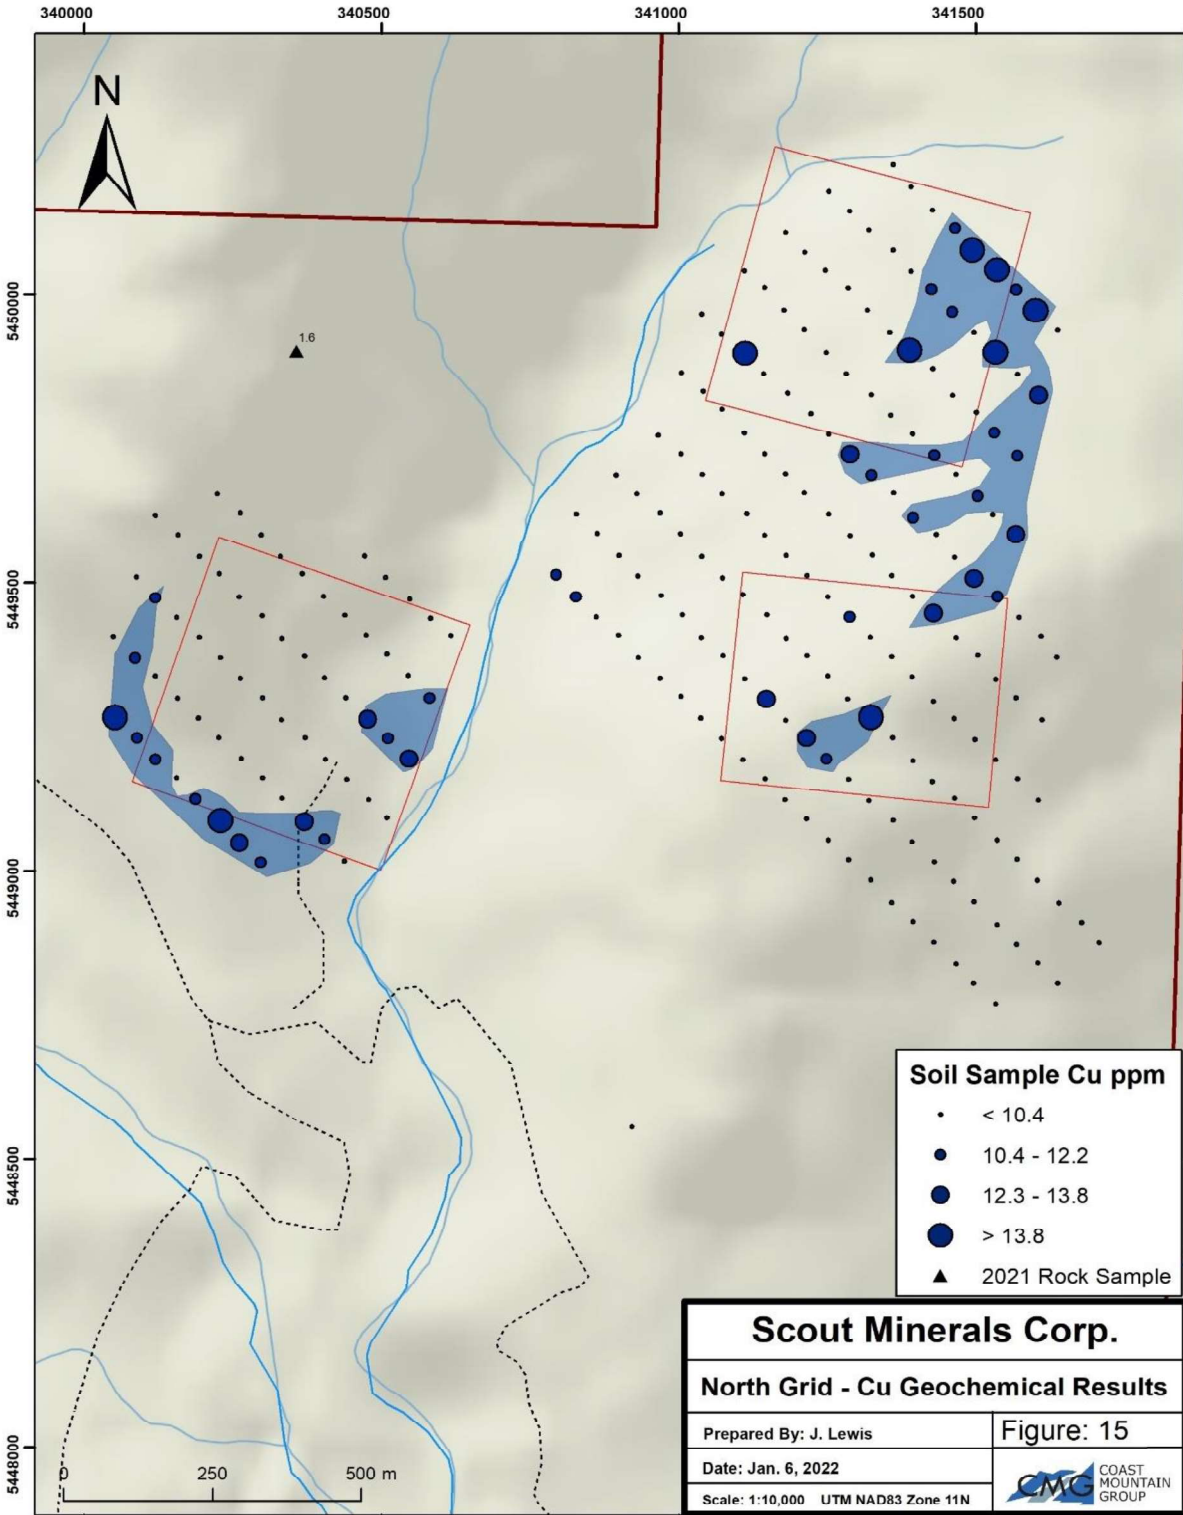 340000 340500 341000 341500
N
5450000
1.6
5449500
5449000
5448500
5448000
Soil Sample Cu ppm
< 10.4
10.4 - 12.2
12.3 - 13.8
> 13.8
2021 Rock Sample
0 250 500 m
Scout Minerals Corp.
North Grid - Cu Geochemical Results
Prepared By: J. Lewis
Figure: 15
Date: Jan. 6, 2022
Scale: 1:10,000 UTM NAD83 Zone 11N
CMG
COAST
MOUNTAIN
GROUP